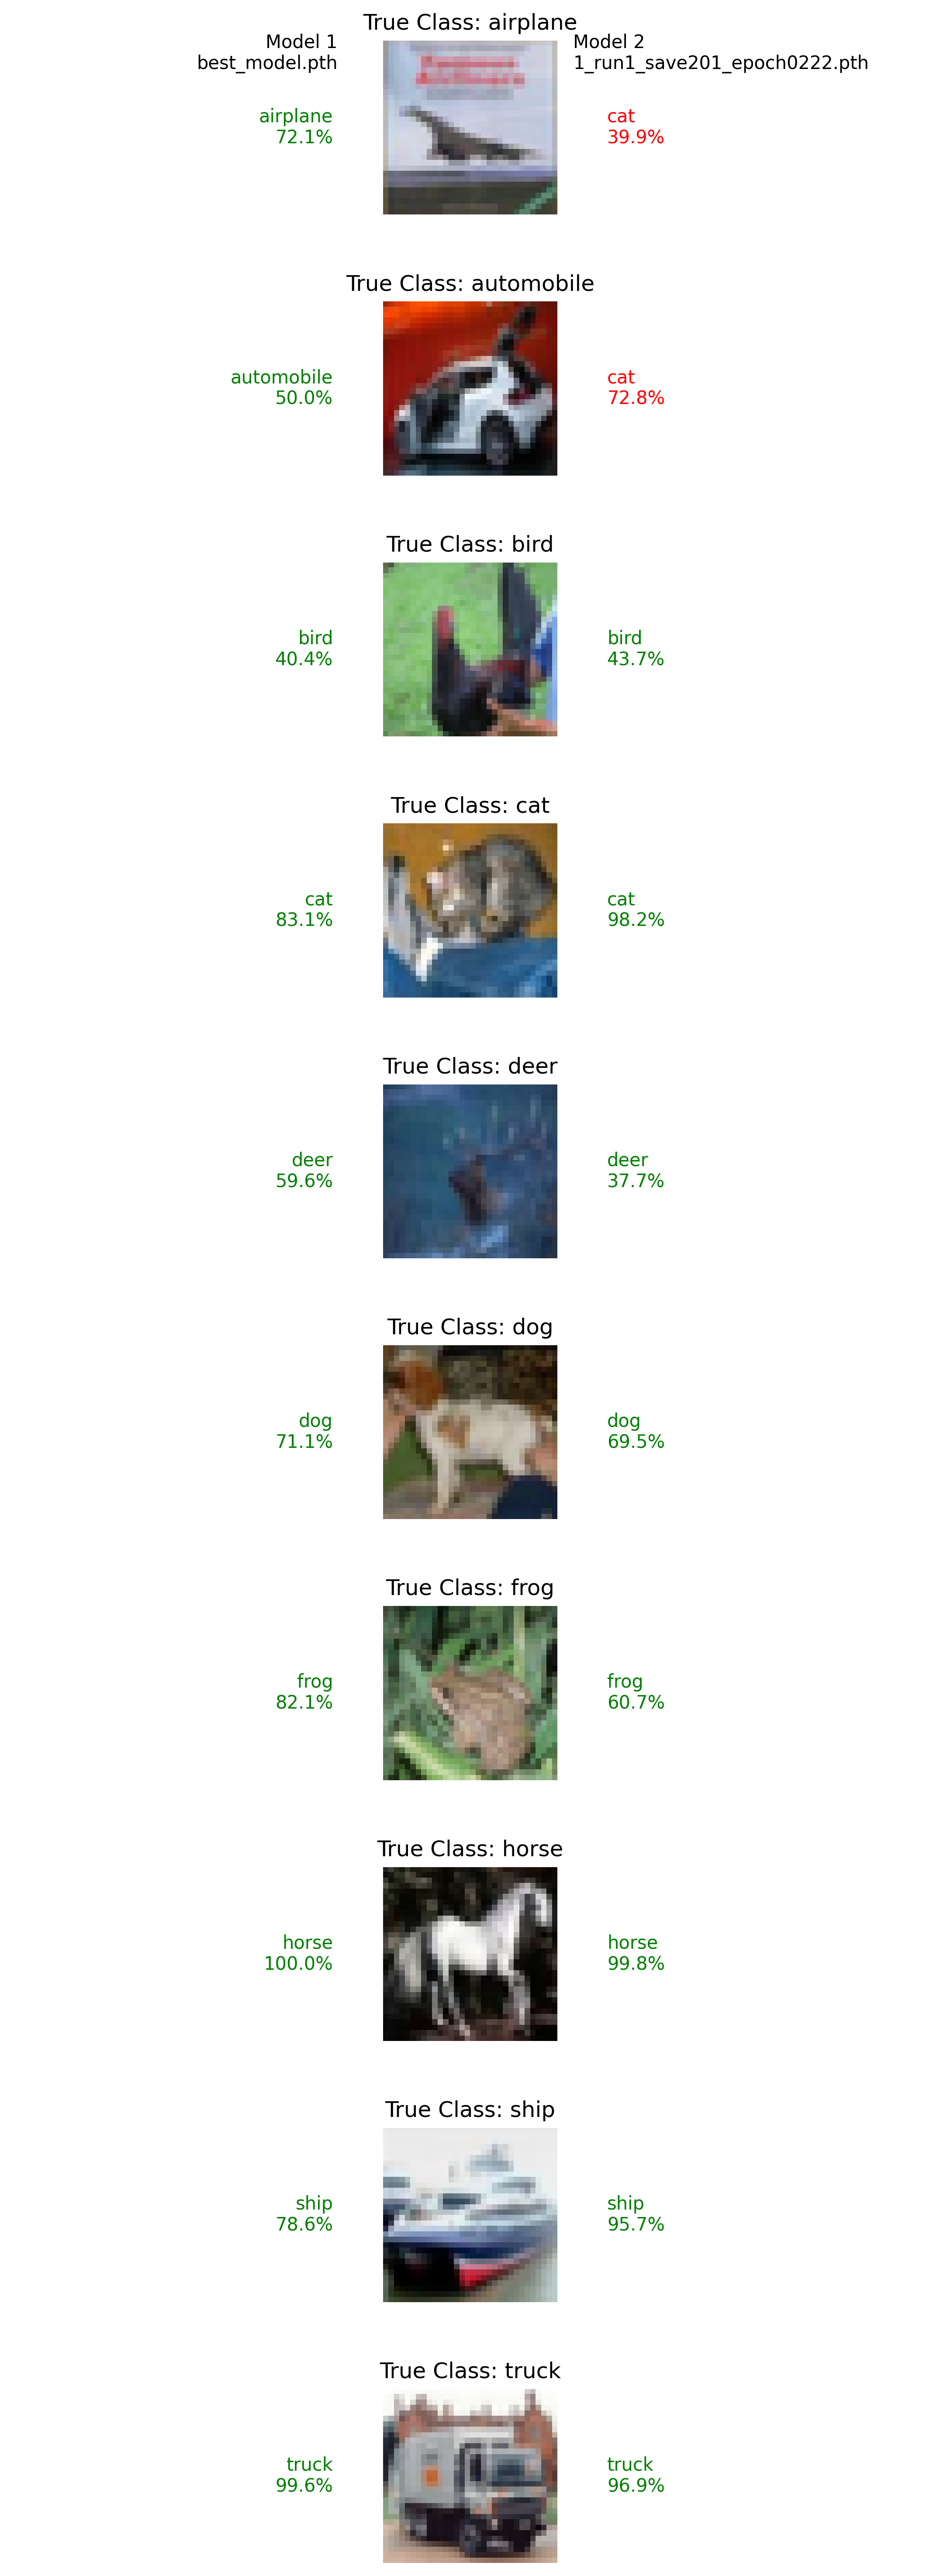 True Class: airplane
Model 1
best_model.pth
Model 2
1_run1_save201_epoch0222.pth
airplane
72.1%
cat
39.9%
True Class: automobile
automobile
50.0%
cat
72.8%
True Class: bird
bird
40.4%
bird
43.7%
True Class: cat
cat
83.1%
cat
98.2%
True Class: deer
deer
59.6%
deer
37.7%
True Class: dog
dog
71.1%
dog
69.5%
True Class: frog
frog
82.1%
frog
60.7%
True Class: horse
horse
100.0%
horse
99.8%
True Class: ship
ship
78.6%
ship
95.7%
True Class: truck
truck
99.6%
truck
96.9%